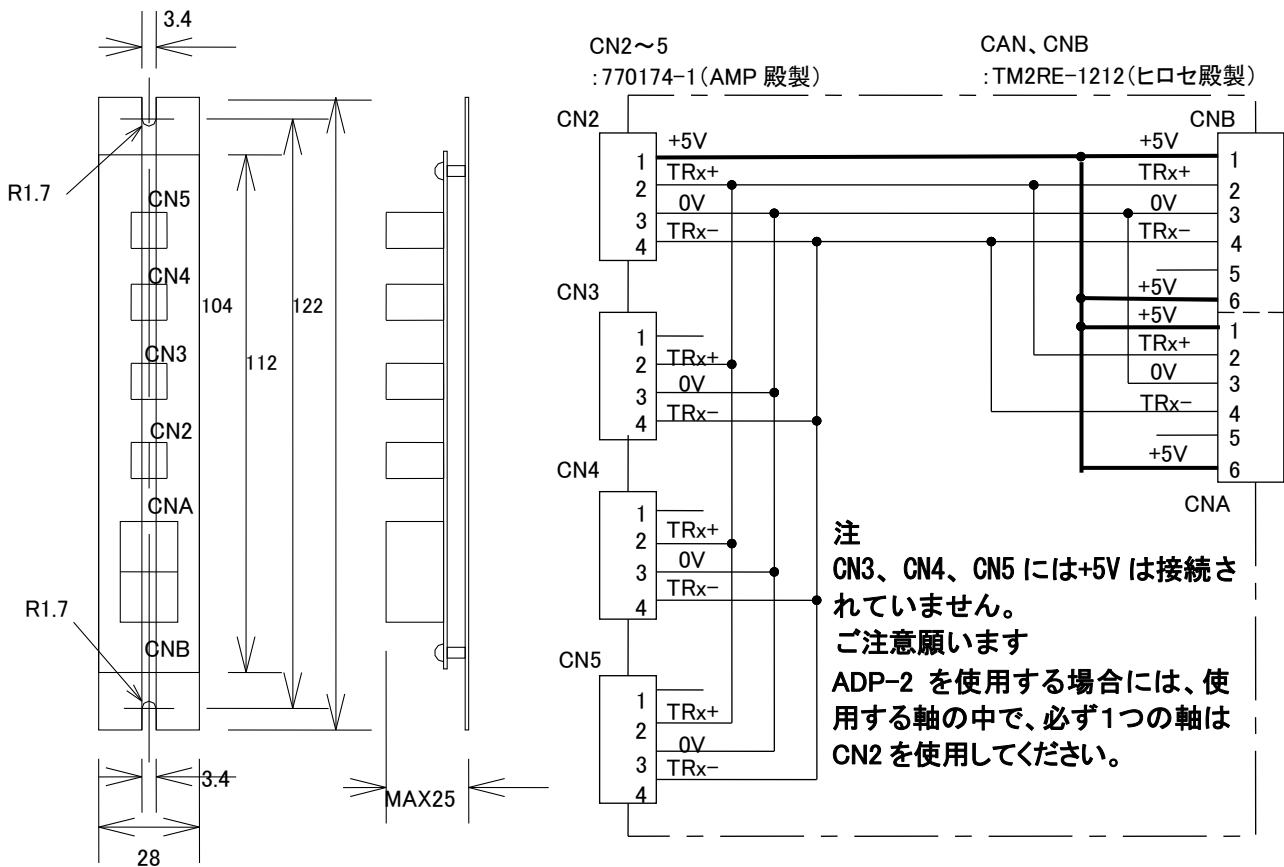 3.4
R1.7
CN5
CN4
CN3
CN2
CNA
CNB
R1.7
104
112
122
3.4
28
MAX25
CN2～5
:770174-1(AMP 殿製)
CAN、CNB
:TM2RE-1212(ヒロセ殿製)
CN2
1 +5V
2 TRx+
3 0V
4 TRx-
CN3
1
2 TRx+
3 0V
4 TRx-
CN4
1
2 TRx+
3 0V
4 TRx-
CN5
1
2 TRx+
3 0V
4 TRx-
CNB
+5V 1
TRx+ 2
0V 3
TRx- 4
5
+5V 6
+5V 1
TRx+ 2
0V 3
TRx- 4
5
+5V 6
CNA
注
CN3、CN4、CN5 には+5V は接続さ
れていません。
ご注意願います
ADP-2 を使用する場合には、使
用する軸の中で、必ず１つの軸は
CN2 を使用してください。